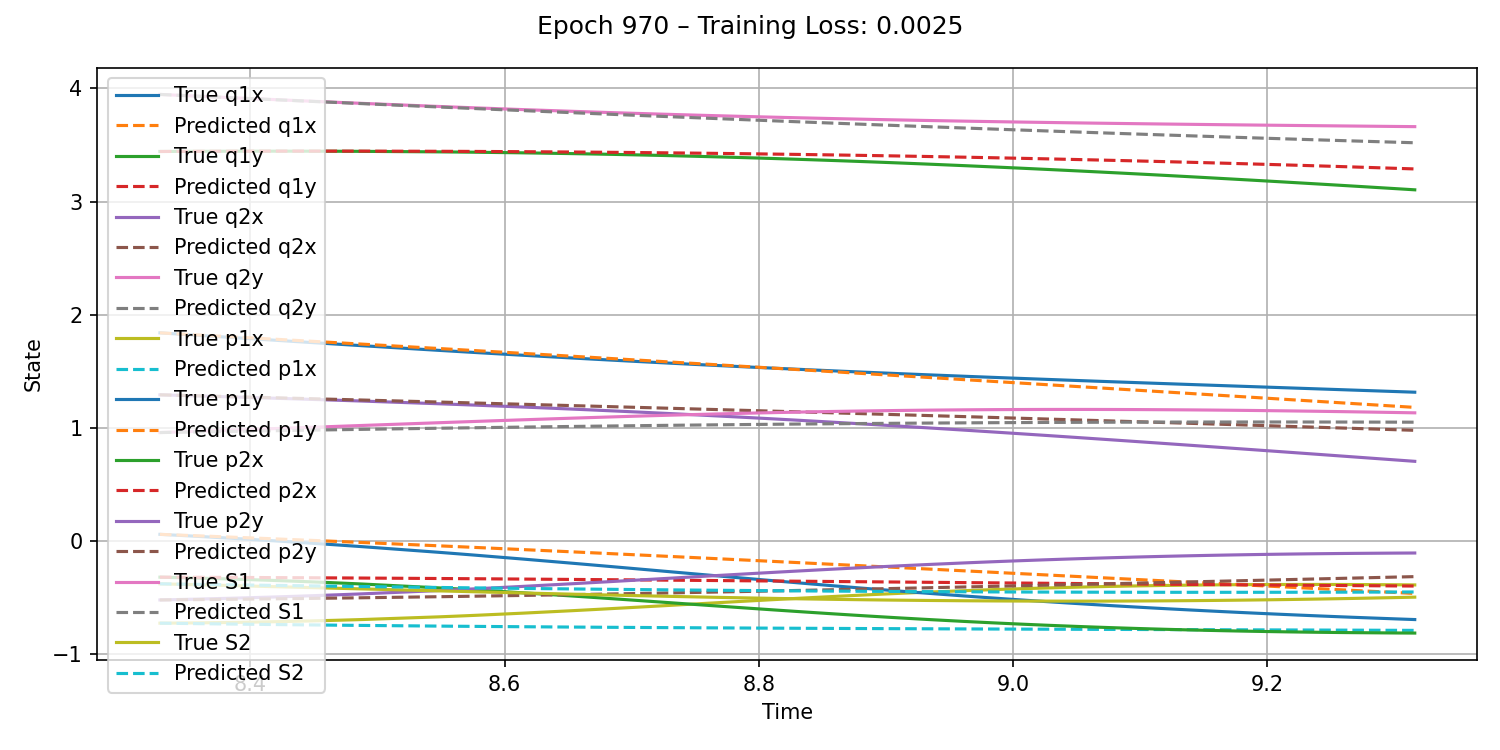 Epoch 970 – Training Loss: 0.0025
4
3
2
1
0
−1
State
True q1x
Predicted q1x
True q1y
Predicted q1y
True q2x
Predicted q2x
True q2y
Predicted q2y
True p1x
Predicted p1x
True p1y
Predicted p1y
True p2x
Predicted p2x
True p2y
Predicted p2y
True S1
Predicted S1
True S2
Predicted S2
8.4 8.6 8.8 9.0 9.2
Time